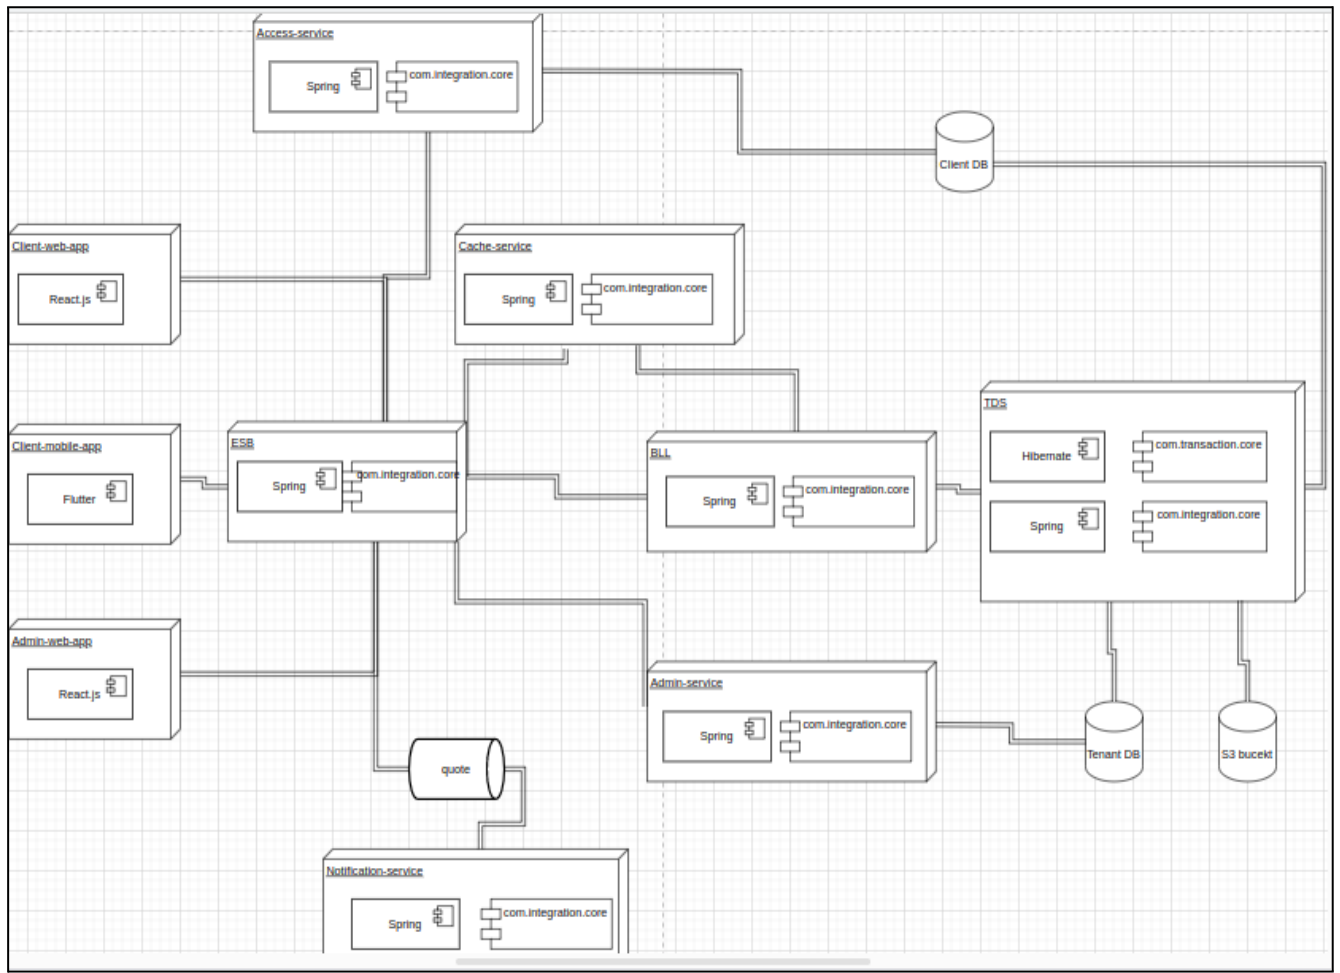 Access-service
Spring
com.integration.core
Client DB
Client-web-app
React.js
Cache-service
Spring
com.integration.core
Client-mobile-app
Flutter
ESB
Spring
com.integration.core
BLL
Spring
com.integration.core
TDS
Hibernate
com.transaction.core
Spring
com.integration.core
Admin-web-app
React.js
Admin-service
Spring
com.integration.core
Tenant DB
S3 bucekt
quote
Notification-service
Spring
com.integration.core